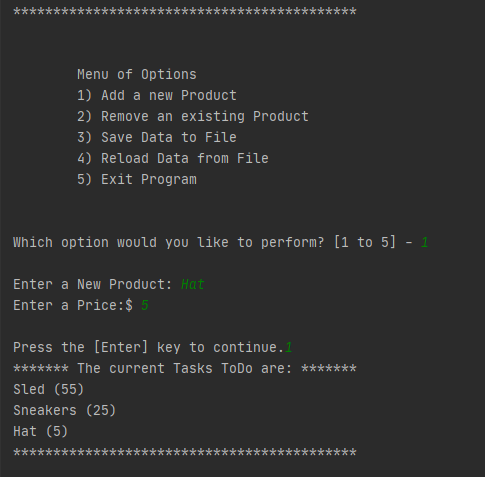 *******************************************
Menu of Options
1) Add a new Product
2) Remove an existing Product
3) Save Data to File
4) Reload Data from File
5) Exit Program
Which option would you like to perform? [1 to 5] - 1
Enter a New Product: Hat
Enter a Price:$ 5
Press the [Enter] key to continue.1
******* The current Tasks ToDo are: *******
Sled (55)
Sneakers (25)
Hat (5)
*******************************************